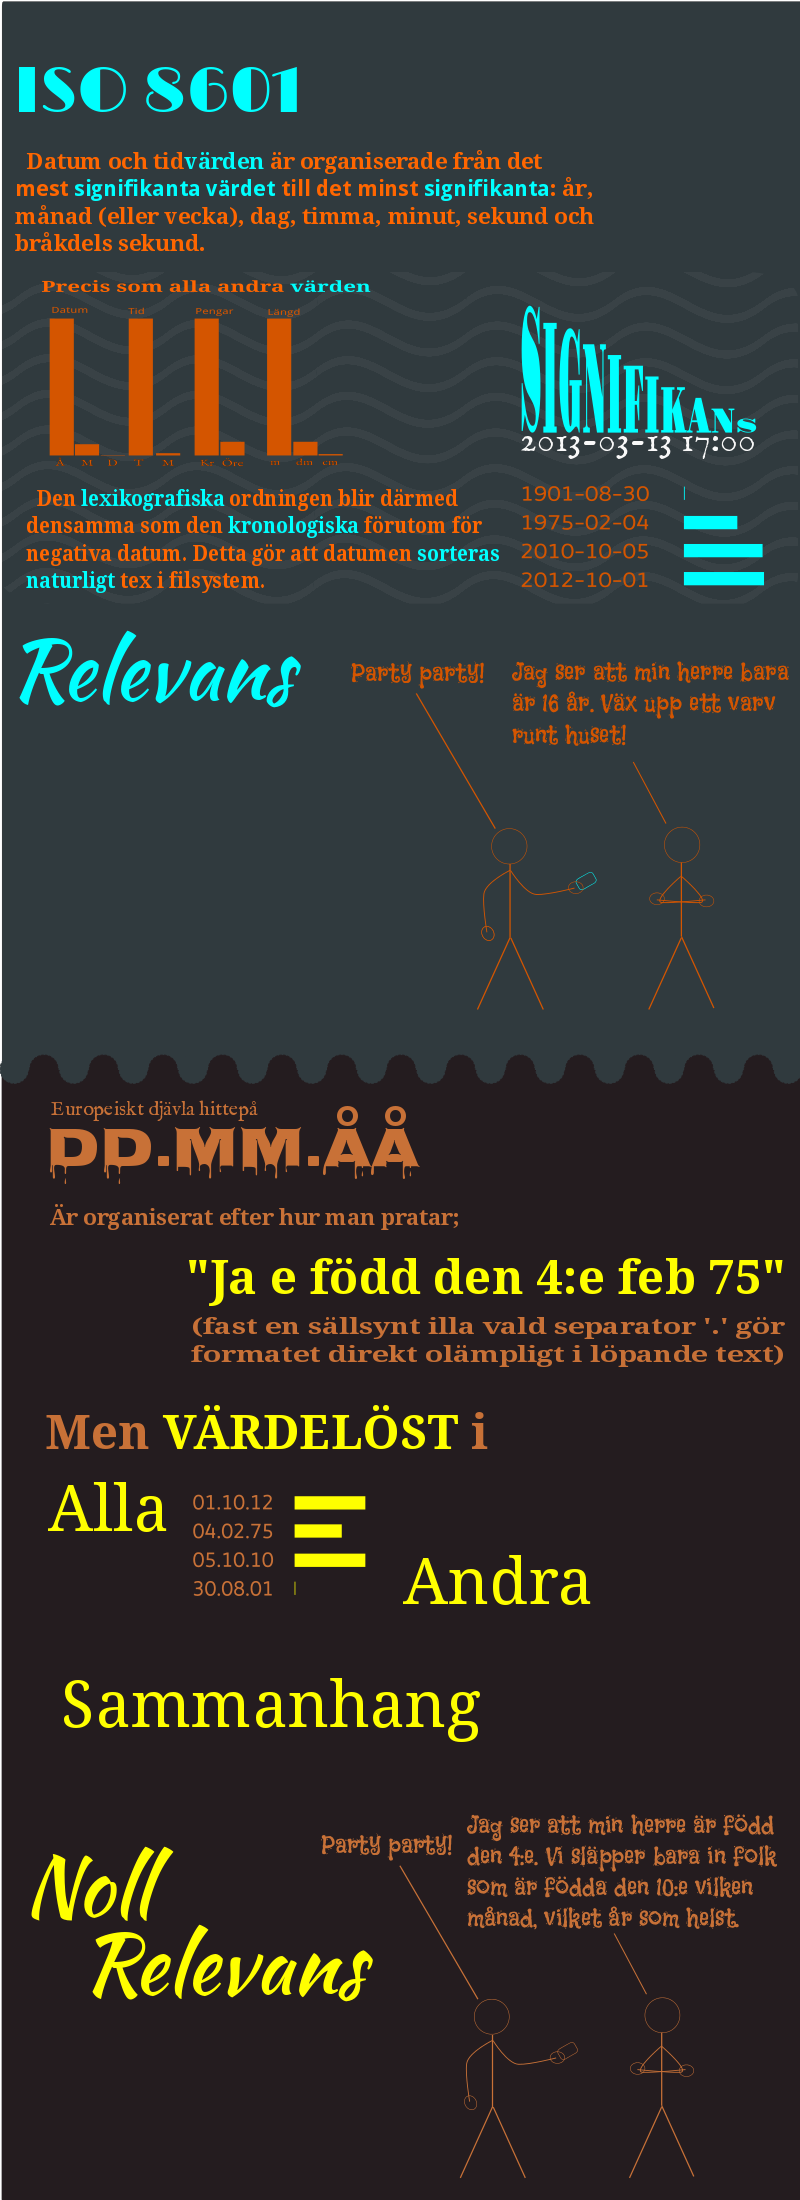 ISO 8601
Datum och tidvärden är organiserade från det
mest signifikanta värdet till det minst signifikanta: år,
månad (eller vecka), dag, timma, minut, sekund och
bråkdels sekund.
Precis som alla andra värden
Datum Tid Pengar Längd
Å M D T M Kr Öre m dm cm
SIGNIFIKANS
2013-03-13 17:00
Den lexikografiska ordningen blir därmed
densamma som den kronologiska förutom för
negativa datum. Detta gör att datumen sorteras
naturligt tex i filsystem.
1901-08-30
1975-02-04
2010-10-05
2012-10-01
Relevans
Party party!
Jag ser att min herre bara
är 16 år. Väx upp ett varv
runt huset!
Europeiskt djävla hittepå
DD.MM.ÅÅ
Är organiserat efter hur man pratar;
"Ja e född den 4:e feb 75"
(fast en sällsynt illa vald separator '.' gör
formatet direkt olämpligt i löpande text)
Men VÄRDELÖST i
Alla
01.10.12
04.02.75
05.10.10
30.08.01
Andra
Sammanhang
Noll
Relevans
Party party!
Jag ser att min herre är född
den 4:e. Vi släpper bara in folk
som är födda den 10:e vilken
månad, vilket år som helst.